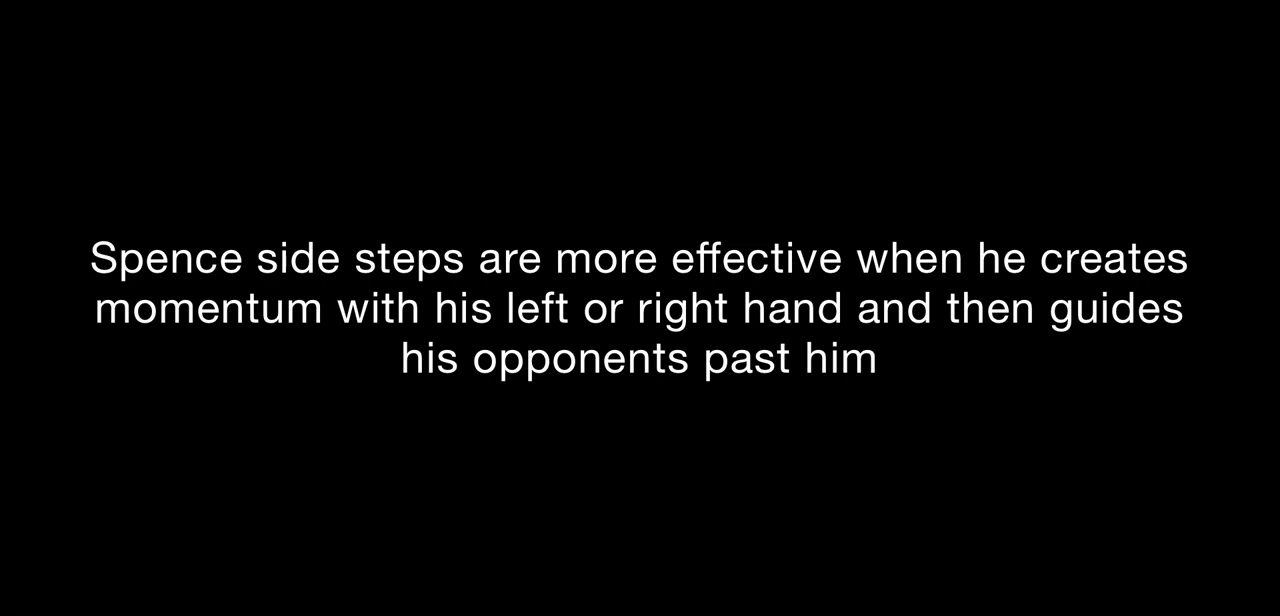 Spence side steps are more effective when he creates
momentum with his left or right hand and then guides
his opponents past him